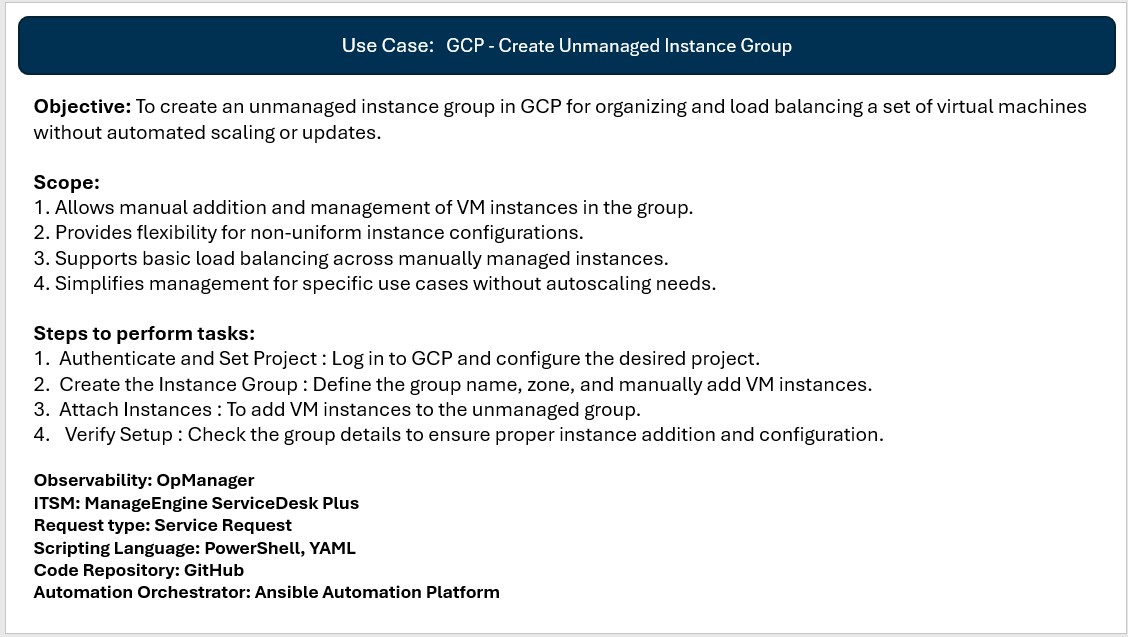 Use Case: GCP - Create Unmanaged Instance Group
Objective: To create an unmanaged instance group in GCP for organizing and load balancing a set of virtual machines
without automated scaling or updates.
Scope:
1. Allows manual addition and management of VM instances in the group.
2. Provides flexibility for non-uniform instance configurations.
3. Supports basic load balancing across manually managed instances.
4. Simplifies management for specific use cases without autoscaling needs.
Steps to perform tasks:
1. Authenticate and Set Project : Log in to GCP and configure the desired project.
2. Create the Instance Group : Define the group name, zone, and manually add VM instances.
3. Attach Instances : To add VM instances to the unmanaged group.
4. Verify Setup : Check the group details to ensure proper instance addition and configuration.
Observability: OpManager
ITSM: ManageEngine ServiceDesk Plus
Request type: Service Request
Scripting Language: PowerShell, YAML
Code Repository: GitHub
Automation Orchestrator: Ansible Automation Platform